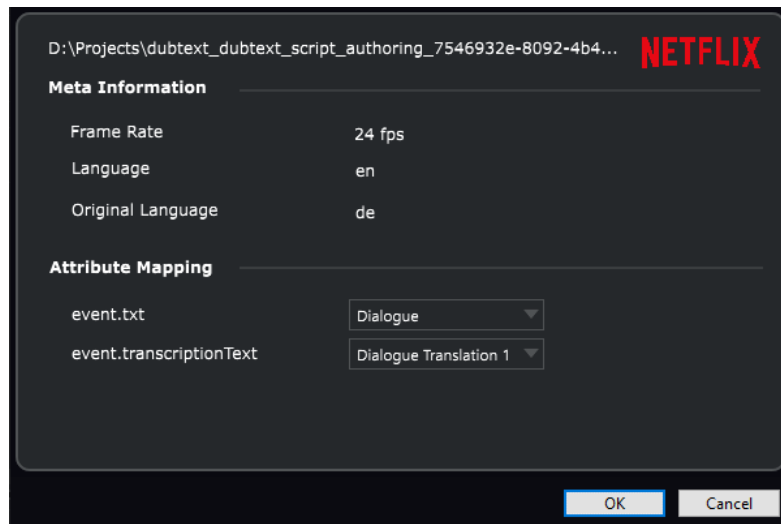 D:\Projects\dubtext_dubtext_script_authoring_7546932e-8092-4b4...
NETFLIX
Meta Information
Frame Rate 24 fps
Language en
Original Language de
Attribute Mapping
event.txt Dialogue
event.transcriptionText Dialogue Translation 1
OK Cancel